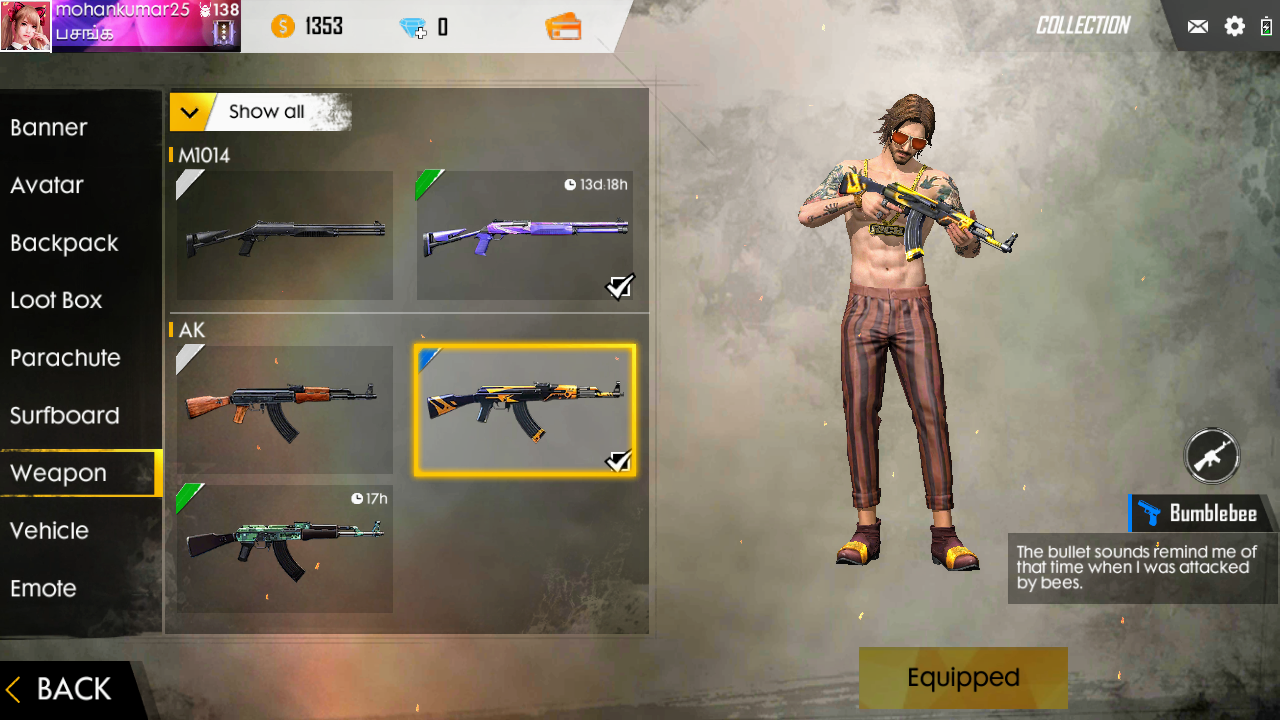 mohankumar25 138
பசங்க
1353
0
COLLECTION
Banner
Avatar
Backpack
Loot Box
Parachute
Surfboard
Weapon
Vehicle
Emote
BACK
Show all
M1014
13d:18h
AK
17h
Bumblebee
The bullet sounds remind me of
that time when I was attacked
by bees.
Equipped